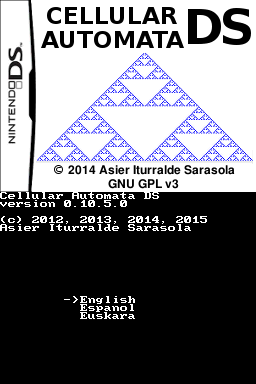 CELLULAR
AUTOMATA DS
NINTENDO DS
© 2014 Asier Iturralde Sarasola
GNU GPL v3
Cellular Automata DS
version 0.10.5.0
(c) 2012, 2013, 2014, 2015
Asier Iturralde Sarasola
->English
Espanol
Euskara